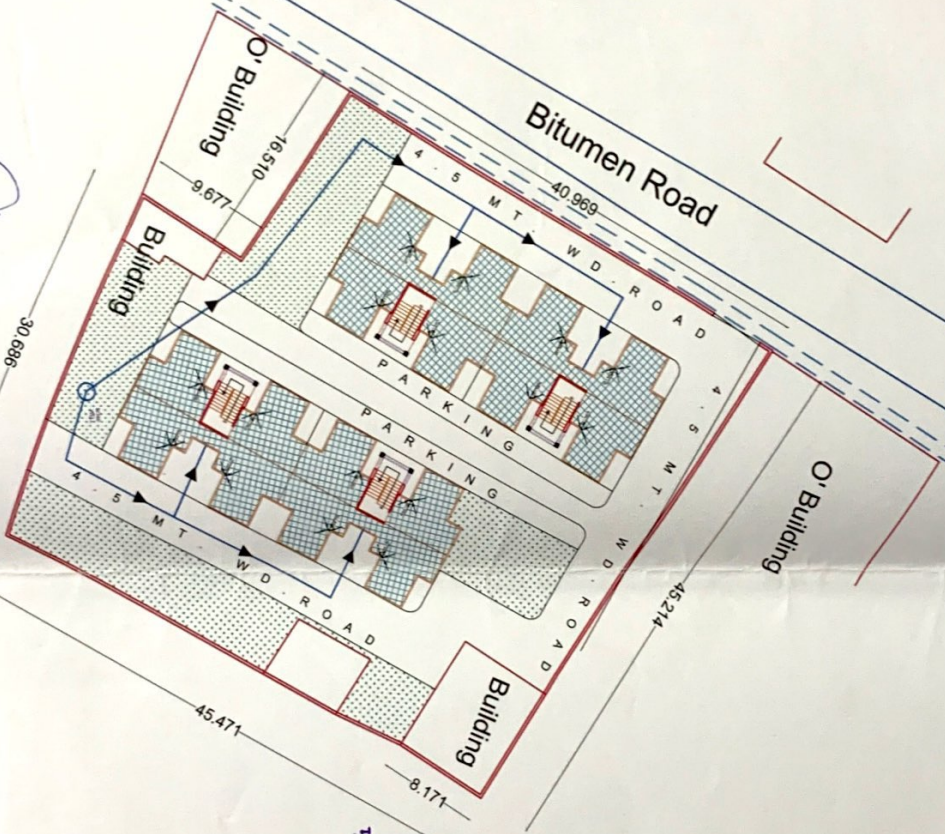 O' Building
16.510
9.677
Bitumen Road
40.969
4.5 MT WD ROAD
Building
30.686
PARKING
PARKING
4.5 MT WD ROAD
4.5 MT WD ROAD
O' Building
45.214
Building
45.471
8.171